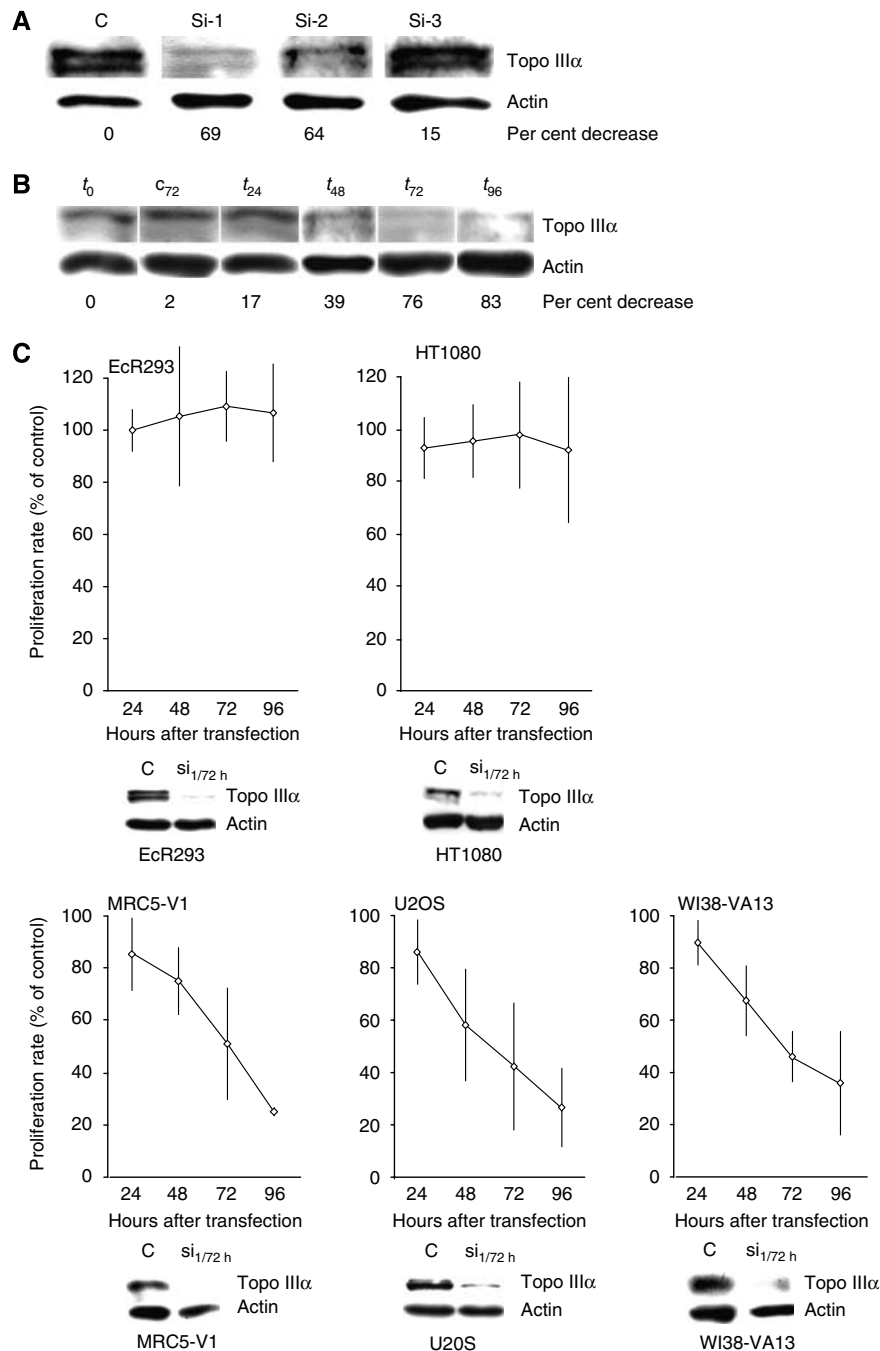 A
C Si-1 Si-2 Si-3
Topo IIIα
Actin
0 69 64 15 Per cent decrease
B
t0 c72 t24 t48 t72 t96
Topo IIIα
Actin
0 2 17 39 76 83 Per cent decrease
C
EcR293
Proliferation rate (% of control)
120
100
80
60
40
20
0
24 48 72 96
Hours after transfection
C si1/72 h
Topo IIIα
Actin
EcR293
HT1080
120
100
80
60
40
20
0
24 48 72 96
Hours after transfection
C si1/72 h
Topo IIIα
Actin
HT1080
MRC5-V1
Proliferation rate (% of control)
100
80
60
40
20
0
24 48 72 96
Hours after transfection
C si1/72 h
Topo IIIα
Actin
MRC5-V1
U2OS
100
80
60
40
20
0
24 48 72 96
Hours after transfection
C si1/72 h
Topo IIIα
Actin
U20S
WI38-VA13
100
80
60
40
20
0
24 48 72 96
Hours after transfection
C si1/72 h
Topo IIIα
Actin
WI38-VA13